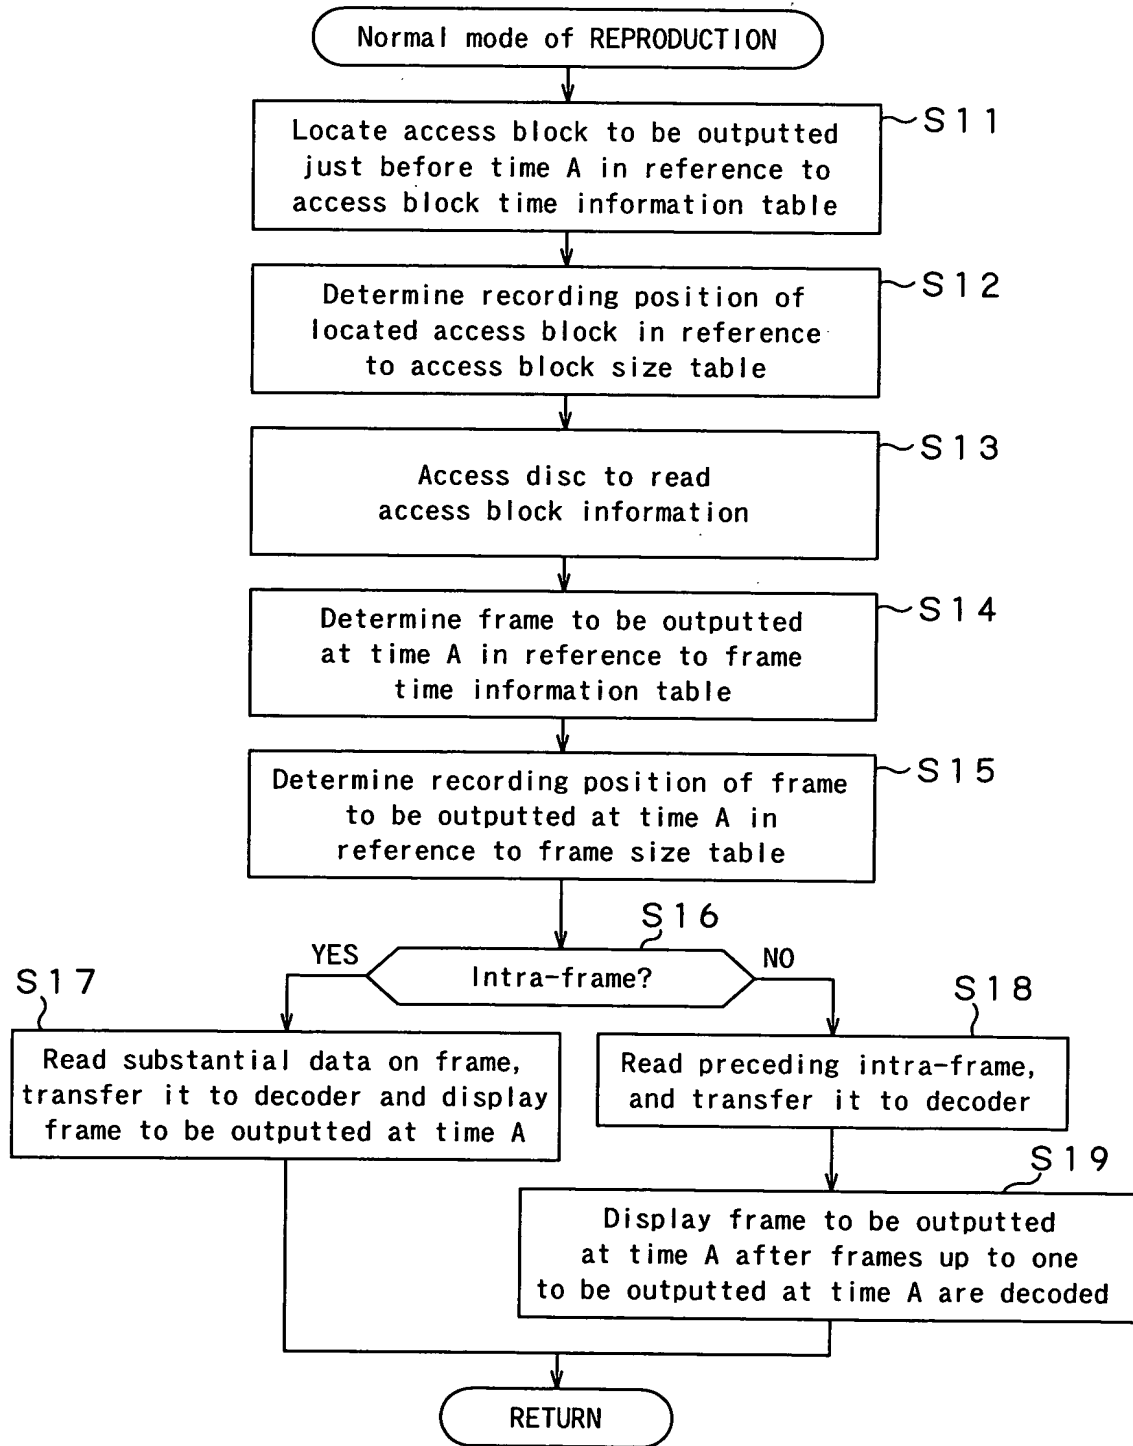 Normal mode of REPRODUCTION
S11
Locate access block to be outputted
just before time A in reference to
access block time information table
S12
Determine recording position of
located access block in reference
to access block size table
S13
Access disc to read
access block information
S14
Determine frame to be outputted
at time A in reference to frame
time information table
S15
Determine recording position of frame
to be outputted at time A in
reference to frame size table
S16
YES
Intra-frame?
NO
S17
Read substantial data on frame,
transfer it to decoder and display
frame to be outputted at time A
S18
Read preceding intra-frame,
and transfer it to decoder
S19
Display frame to be outputted
at time A after frames up to one
to be outputted at time A are decoded
RETURN